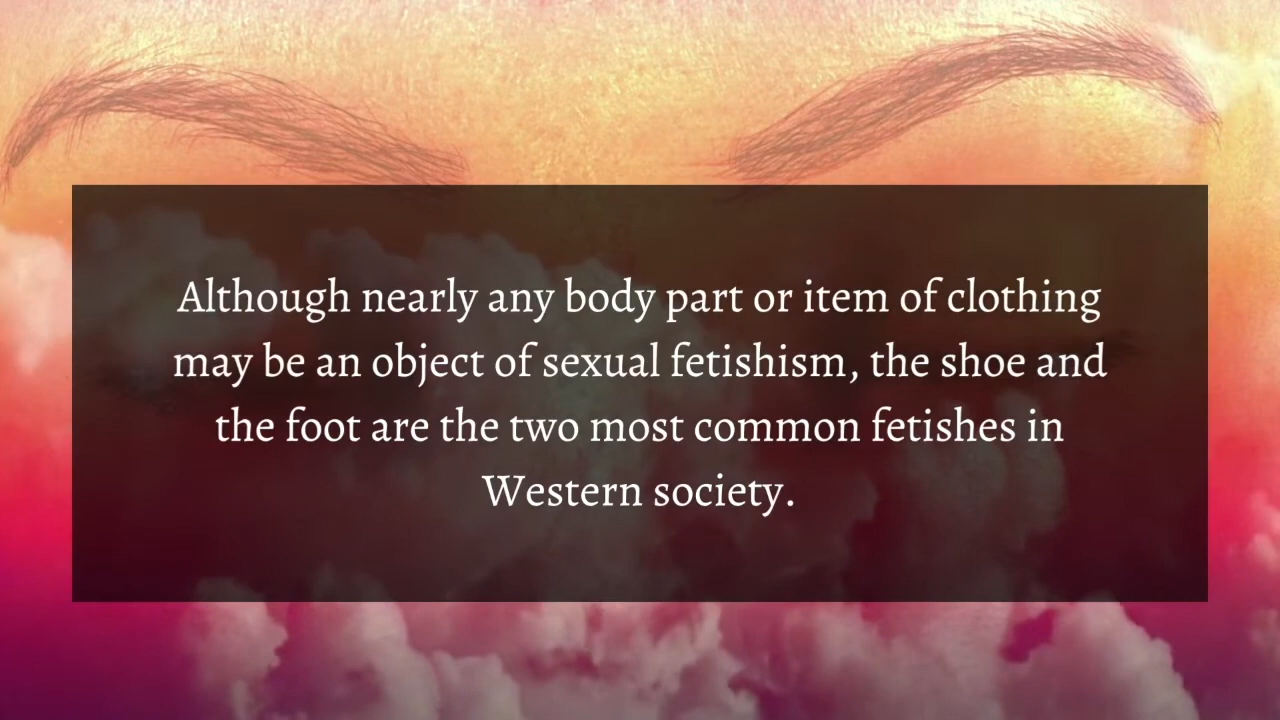 Although nearly any body part or item of clothing
may be an object of sexual fetishism, the shoe and
the foot are the two most common fetishes in
Western society.